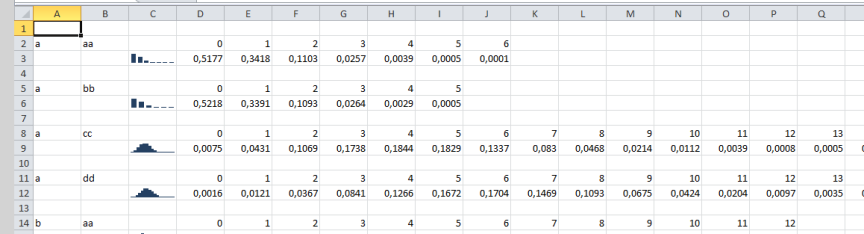 A B C D E F G H I J K L M N O P Q
1
2 a aa 0 1 2 3 4 5 6
3 0,5177 0,3418 0,1103 0,0257 0,0039 0,0005 0,0001
4
5 a bb 0 1 2 3 4 5
6 0,5218 0,3391 0,1093 0,0264 0,0029 0,0005
7
8 a cc 0 1 2 3 4 5 6 7 8 9 10 11 12 13
9 0,0075 0,0431 0,1069 0,1738 0,1844 0,1829 0,1337 0,083 0,0468 0,0214 0,0112 0,0039 0,0008 0,0005
10
11 a dd 0 1 2 3 4 5 6 7 8 9 10 11 12 13
12 0,0016 0,0121 0,0367 0,0841 0,1266 0,1672 0,1704 0,1469 0,1093 0,0675 0,0424 0,0204 0,0097 0,0035
13
14 b aa 0 1 2 3 4 5 6 7 8 9 10 11 12